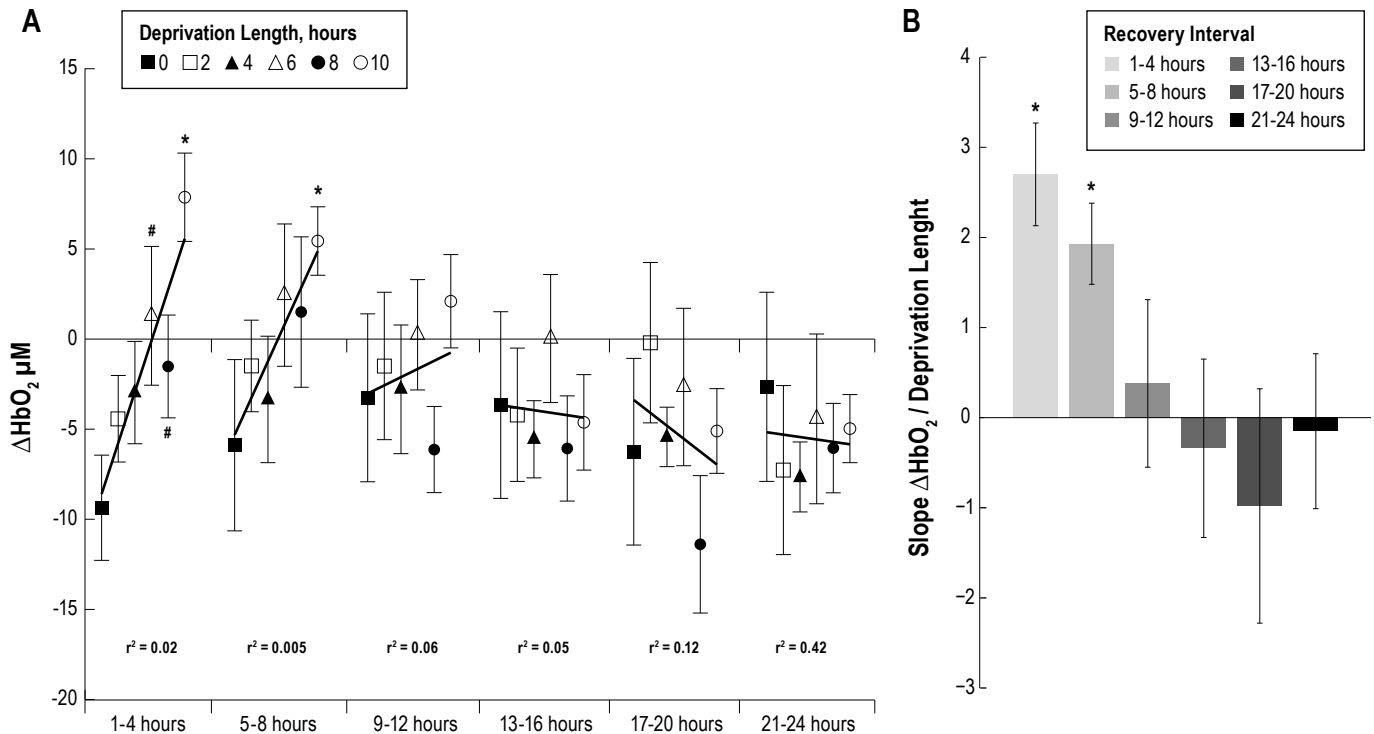 A
Deprivation Length, hours
■ 0 □ 2 ▲ 4 △ 6 ● 8 ○ 10
15
10
5
0
-5
-10
-15
-20
ΔHbO₂ µM
*
#
#
*
r² = 0.02 r² = 0.005 r² = 0.06 r² = 0.05 r² = 0.12 r² = 0.42
1-4 hours 5-8 hours 9-12 hours 13-16 hours 17-20 hours 21-24 hours
B
Recovery Interval
1-4 hours 13-16 hours
5-8 hours 17-20 hours
9-12 hours 21-24 hours
4
3
2
1
0
−1
−2
−3
Slope ΔHbO₂ / Deprivation Lenght
*
*